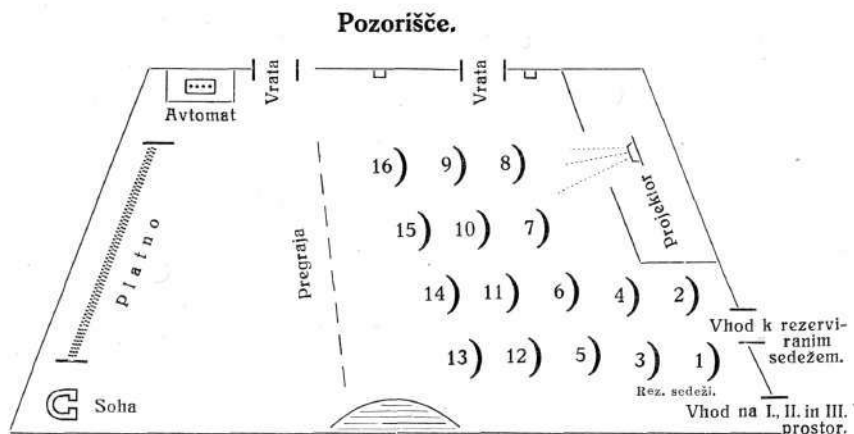 Pozorišče.
Vrata
Vrata
Avtomat
16 9 8
Projektor
Platno
Pregraja
15 10 7
14 11 6 4 2
Vhod k rezervi-
ranim
sedežem.
13 12 5 3 1
Rez. sedeži.
Soha
Vhod na I., II. in III.
prostor.